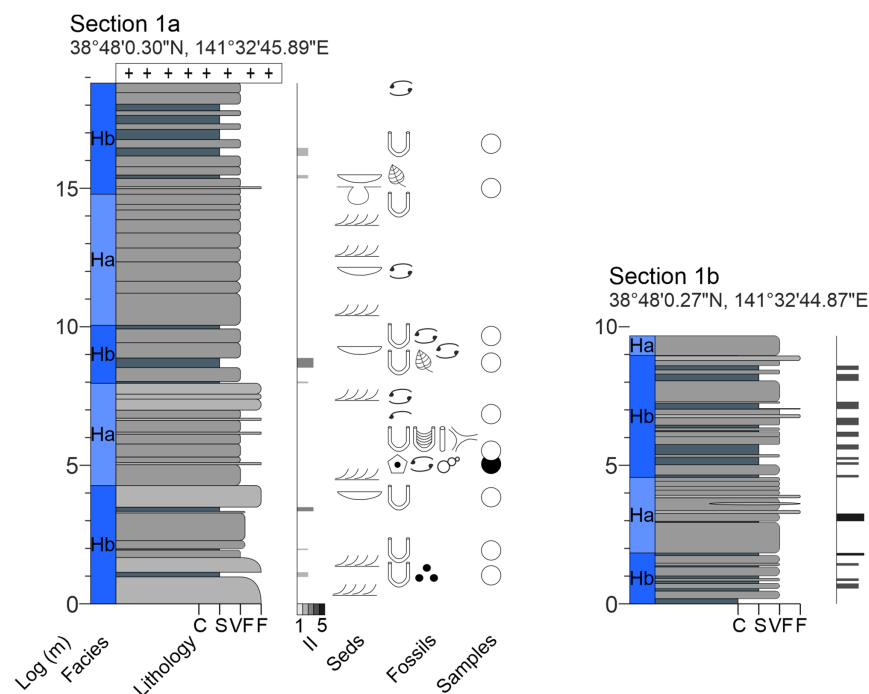 Section 1a
38°48'0.30"N, 141°32'45.89"E
Hb
15
Ha
10
Hb
Ha
5
Hb
0
C S VF F
1 5
Log (m)
Facies
Lithology
II
Seds
Fossils
Samples
Section 1b
38°48'0.27"N, 141°32'44.87"E
10
Ha
Hb
5
Ha
Hb
0
C S VF F